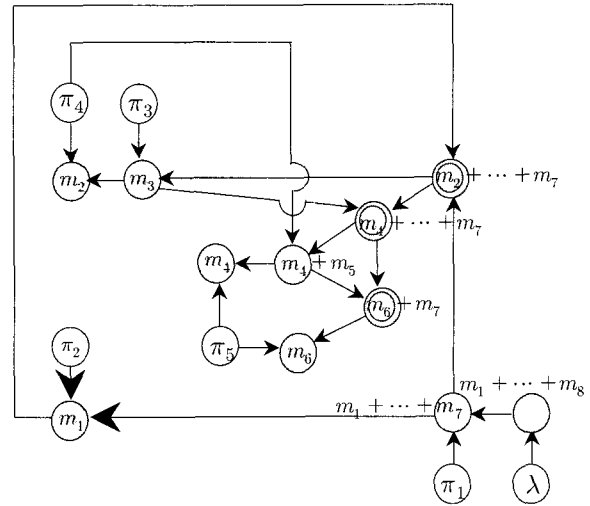 π₄ π₃
m₂ m₃ m₂ + ⋯ + m₇
m₄ + ⋯ + m₇
m₄ m₄ + m₅
m₆ + m₇
π₂ π₅ m₆
m₁ + ⋯ + m₈
m₁ m₁ + ⋯ + m₇
π₁ λ